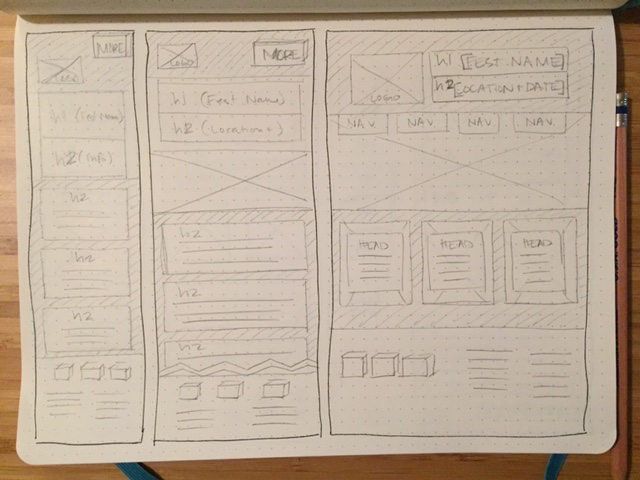 MORE
LOGO
h1 (Fest Name)
h2 (Info)
h2
h2
h2
MORE
LOGO
h1 (Fest Name)
h2 (Location+)
h2
h2
h2
LOGO
h1 [FEST. NAME]
h2 [LOCATION + DATE]
NAV.
NAV.
NAV.
NAV.
HEAD
HEAD
HEAD